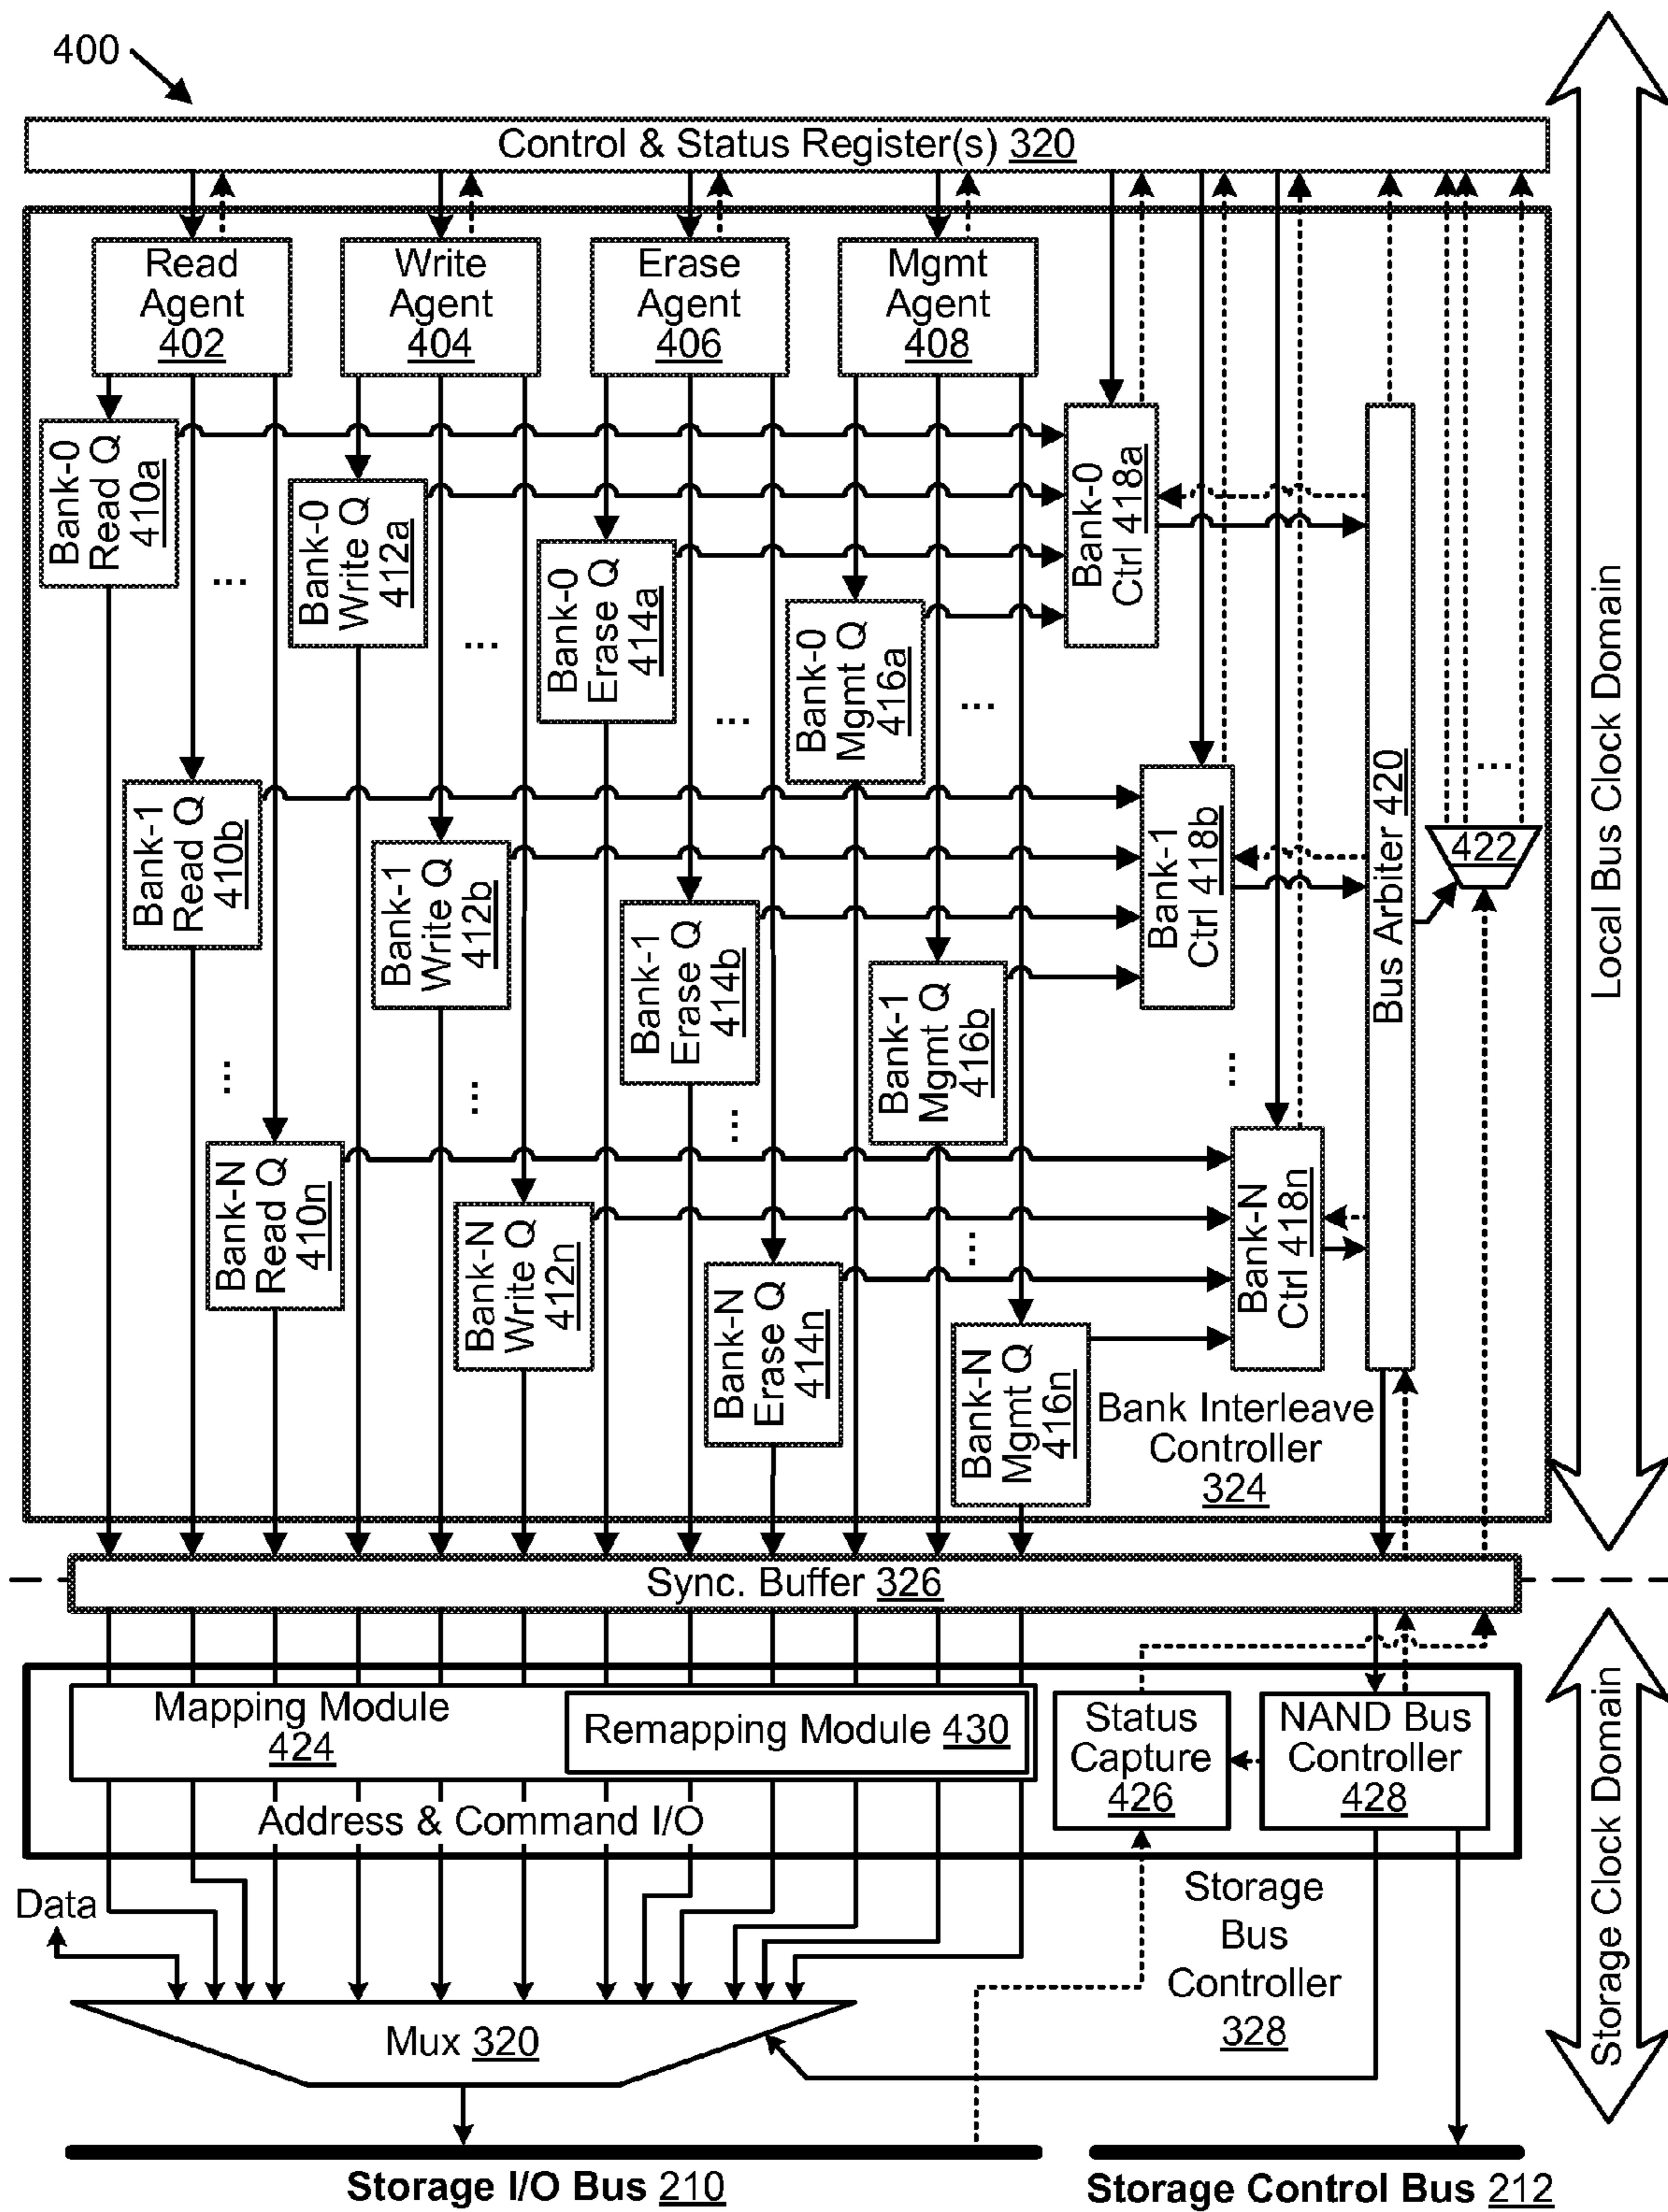 400
Control & Status Register(s) 320
Read
Agent
402
Write
Agent
404
Erase
Agent
406
Mgmt
Agent
408
Bank-0
Read Q
410a
...
Bank-0
Write Q
412a
...
Bank-0
Erase Q
414a
...
Bank-0
Mgmt Q
416a
...
Bank-0
Ctrl 418a
Bank-1
Read Q
410b
...
Bank-1
Write Q
412b
...
Bank-1
Erase Q
414b
...
Bank-1
Mgmt Q
416b
...
Bank-1
Ctrl 418b
...
Bus Arbiter 420
422
...
Bank-N
Read Q
410n
Bank-N
Write Q
412n
Bank-N
Erase Q
414n
Bank-N
Mgmt Q
416n
Bank-N
Ctrl 418n
Bank Interleave
Controller
324
Local Bus Clock Domain
Sync. Buffer 326
Mapping Module
424
Remapping Module 430
Status
Capture
426
NAND Bus
Controller
428
Address & Command I/O
Storage
Bus
Controller
328
Data
Mux 320
Storage Clock Domain
Storage I/O Bus 210
Storage Control Bus 212